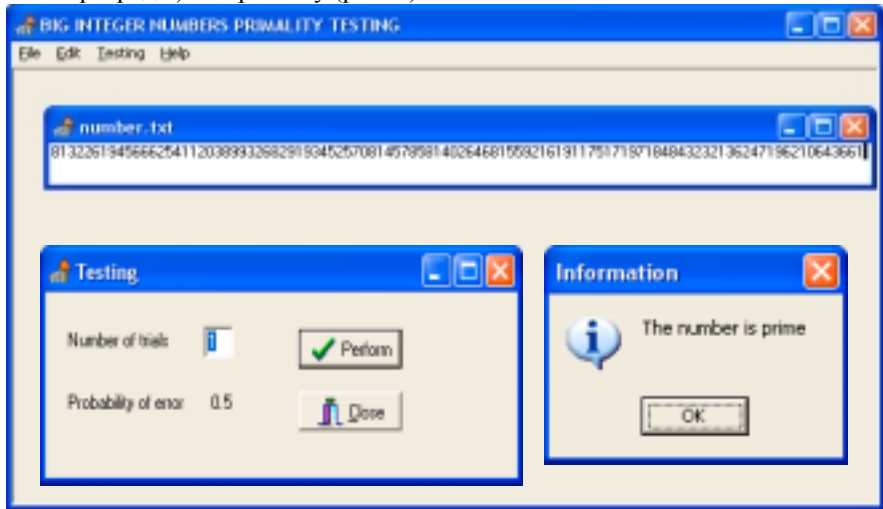 BIG INTEGER NUMBERS PRIMALITY TESTING
File Edit Testing Help
number.txt
8132261945666254112038993268291934525708145785814026468155921619117517197184843232136247196210643661
Testing
Number of trials 1 Perform
Probability of error 0.5 Close
Information
The number is prime
OK